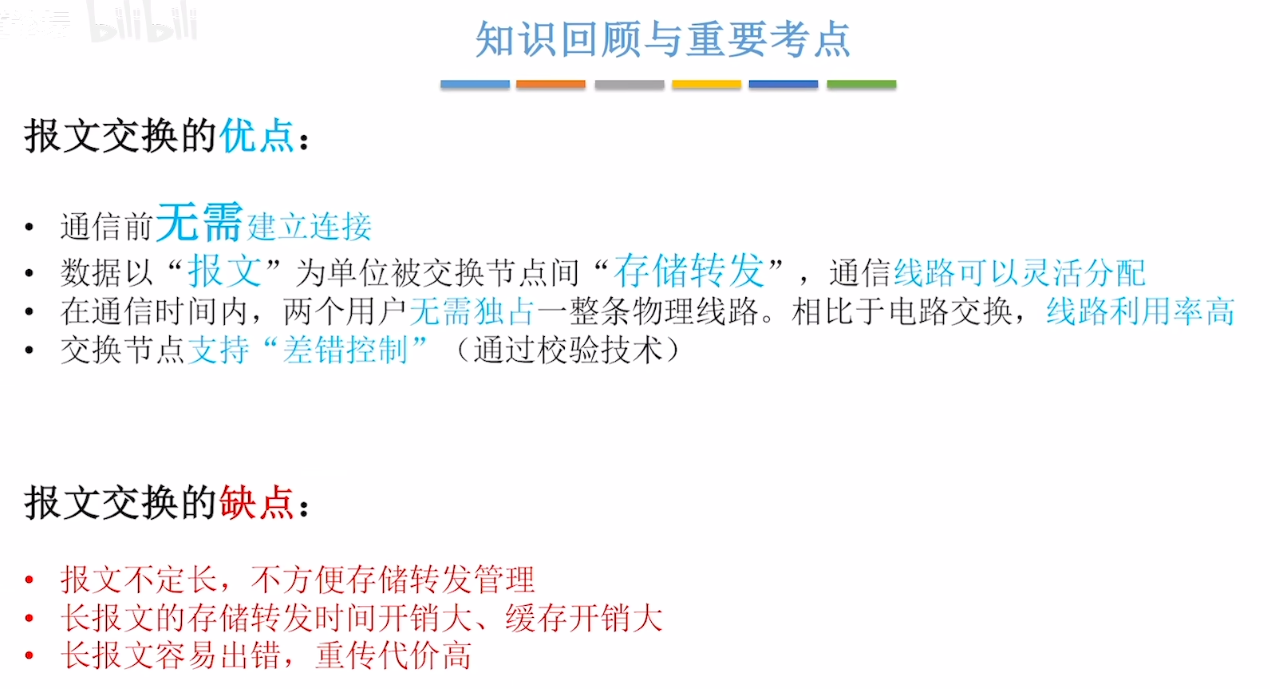 bilibili
知识回顾与重要考点
报文交换的优点：
• 通信前无需建立连接
• 数据以“报文”为单位被交换节点间“存储转发”，通信线路可以灵活分配
• 在通信时间内，两个用户无需独占一整条物理线路。相比于电路交换，线路利用率高
• 交换节点支持“差错控制”（通过校验技术）
报文交换的缺点：
• 报文不定长，不方便存储转发管理
• 长报文的存储转发时间开销大、缓存开销大
• 长报文容易出错，重传代价高